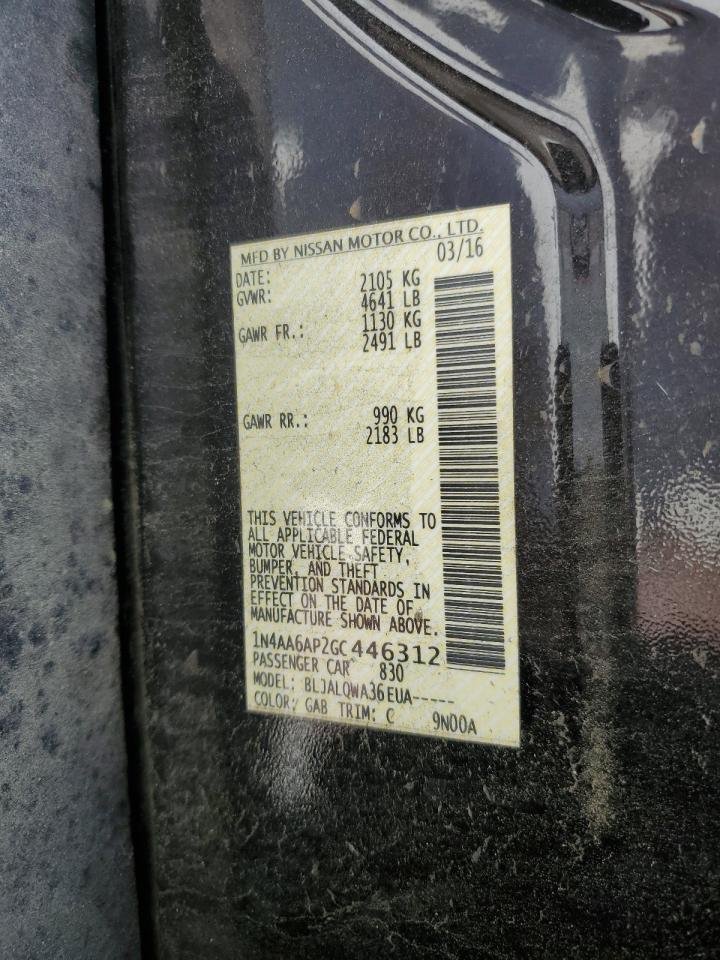 MFD BY NISSAN MOTOR CO., LTD.
DATE: 03/16
GVWR: 2105 KG
4641 LB
GAWR FR.: 1130 KG
2491 LB
GAWR RR.: 990 KG
2183 LB
THIS VEHICLE CONFORMS TO
ALL APPLICABLE FEDERAL
MOTOR VEHICLE SAFETY,
BUMPER, AND THEFT
PREVENTION STANDARDS IN
EFFECT ON THE DATE OF
MANUFACTURE SHOWN ABOVE.
1N4AA6AP2GC446312
PASSENGER CAR 830
MODEL: BLJALQWA36EUA------
COLOR: GAB TRIM: C 9N00A